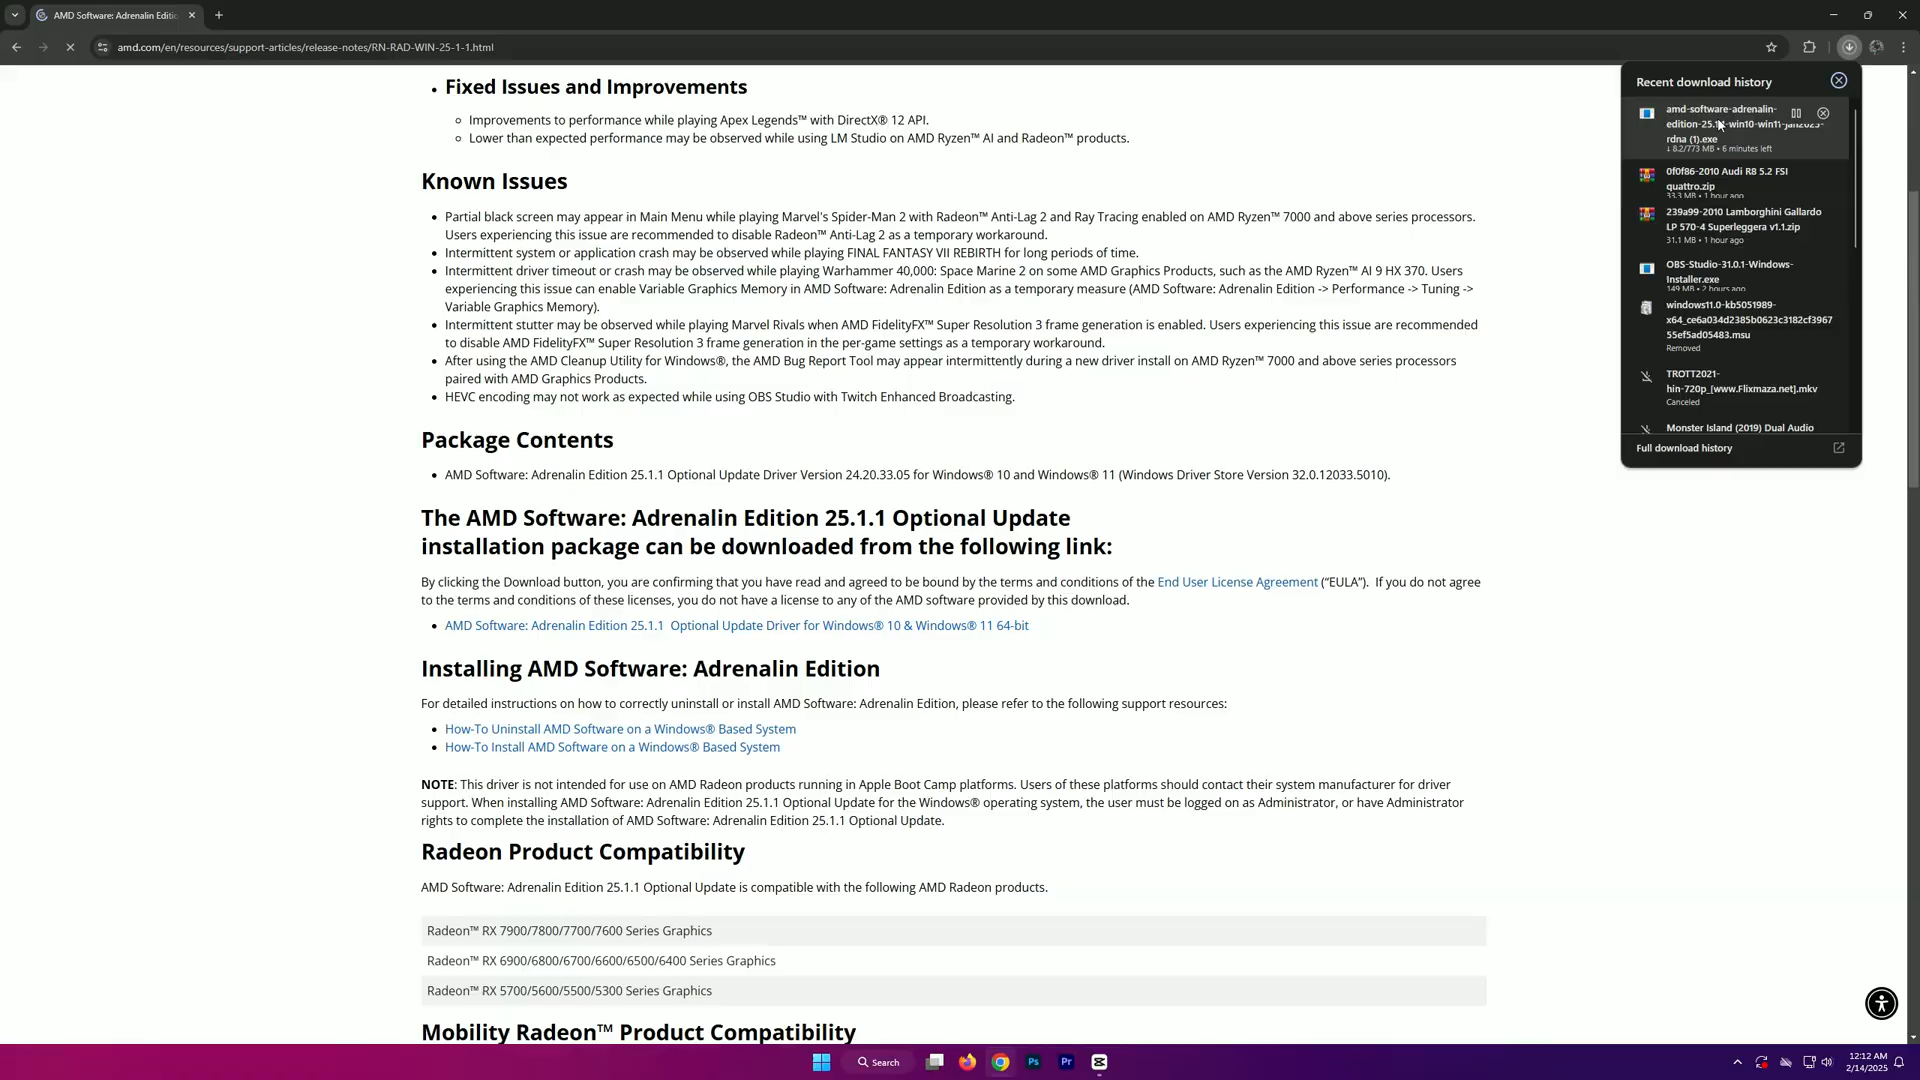 AMD Software: Adrenalin Editic
amd.com/en/resources/support-articles/release-notes/RN-RAD-WIN-25-1-1.html
Recent download history
amd-software-adrenalin-
rdna (1).exe
↓ 8.2/773 MB • 6 minutes left
0f0f86-2010 Audi R8 5.2 FSI
quattro.zip
33.3 MB • 1 hour ago
239a99-2010 Lamborghini Gallardo
LP 570-4 Superleggera v1.1.zip
31.1 MB • 1 hour ago
OBS-Studio-31.0.1-Windows-
Installer.exe
149 MB • 2 hours ago
windows11.0-kb5051989-
x64_ce6a034d2385b0623c3182cf3967
55ef5ad05483.msu
Removed
TROTT2021-
hin-720p_[www.Flixmaza.net].mkv
Canceled
Monster Island (2019) Dual Audio
Full download history
• Fixed Issues and Improvements
Improvements to performance while playing Apex Legends™ with DirectX® 12 API.
Lower than expected performance may be observed while using LM Studio on AMD Ryzen™ AI and Radeon™ products.
Known Issues
• Partial black screen may appear in Main Menu while playing Marvel's Spider-Man 2 with Radeon™ Anti-Lag 2 and Ray Tracing enabled on AMD Ryzen™ 7000 and above series processors.
Users experiencing this issue are recommended to disable Radeon™ Anti-Lag 2 as a temporary workaround.
• Intermittent system or application crash may be observed while playing FINAL FANTASY VII REBIRTH for long periods of time.
• Intermittent driver timeout or crash may be observed while playing Warhammer 40,000: Space Marine 2 on some AMD Graphics Products, such as the AMD Ryzen™ AI 9 HX 370. Users
experiencing this issue can enable Variable Graphics Memory in AMD Software: Adrenalin Edition as a temporary measure (AMD Software: Adrenalin Edition -> Performance -> Tuning ->
Variable Graphics Memory).
• Intermittent stutter may be observed while playing Marvel Rivals when AMD FidelityFX™ Super Resolution 3 frame generation is enabled. Users experiencing this issue are recommended
to disable AMD FidelityFX™ Super Resolution 3 frame generation in the per-game settings as a temporary workaround.
• After using the AMD Cleanup Utility for Windows®, the AMD Bug Report Tool may appear intermittently during a new driver install on AMD Ryzen™ 7000 and above series processors
paired with AMD Graphics Products.
• HEVC encoding may not work as expected while using OBS Studio with Twitch Enhanced Broadcasting.
Package Contents
• AMD Software: Adrenalin Edition 25.1.1 Optional Update Driver Version 24.20.33.05 for Windows® 10 and Windows® 11 (Windows Driver Store Version 32.0.12033.5010).
The AMD Software: Adrenalin Edition 25.1.1 Optional Update
installation package can be downloaded from the following link:
By clicking the Download button, you are confirming that you have read and agreed to be bound by the terms and conditions of the End User License Agreement (“EULA”).  If you do not agree
to the terms and conditions of these licenses, you do not have a license to any of the AMD software provided by this download.
• AMD Software: Adrenalin Edition 25.1.1  Optional Update Driver for Windows® 10 & Windows® 11 64-bit
Installing AMD Software: Adrenalin Edition
For detailed instructions on how to correctly uninstall or install AMD Software: Adrenalin Edition, please refer to the following support resources:
• How-To Uninstall AMD Software on a Windows® Based System
• How-To Install AMD Software on a Windows® Based System
NOTE: This driver is not intended for use on AMD Radeon products running in Apple Boot Camp platforms. Users of these platforms should contact their system manufacturer for driver
support. When installing AMD Software: Adrenalin Edition 25.1.1 Optional Update for the Windows® operating system, the user must be logged on as Administrator, or have Administrator
rights to complete the installation of AMD Software: Adrenalin Edition 25.1.1 Optional Update.
Radeon Product Compatibility
AMD Software: Adrenalin Edition 25.1.1 Optional Update is compatible with the following AMD Radeon products.
Radeon™ RX 7900/7800/7700/7600 Series Graphics
Radeon™ RX 6900/6800/6700/6600/6500/6400 Series Graphics
Radeon™ RX 5700/5600/5500/5300 Series Graphics
Mobility Radeon™ Product Compatibility
Search
Ps
Pr
12:12 AM
2/14/2025